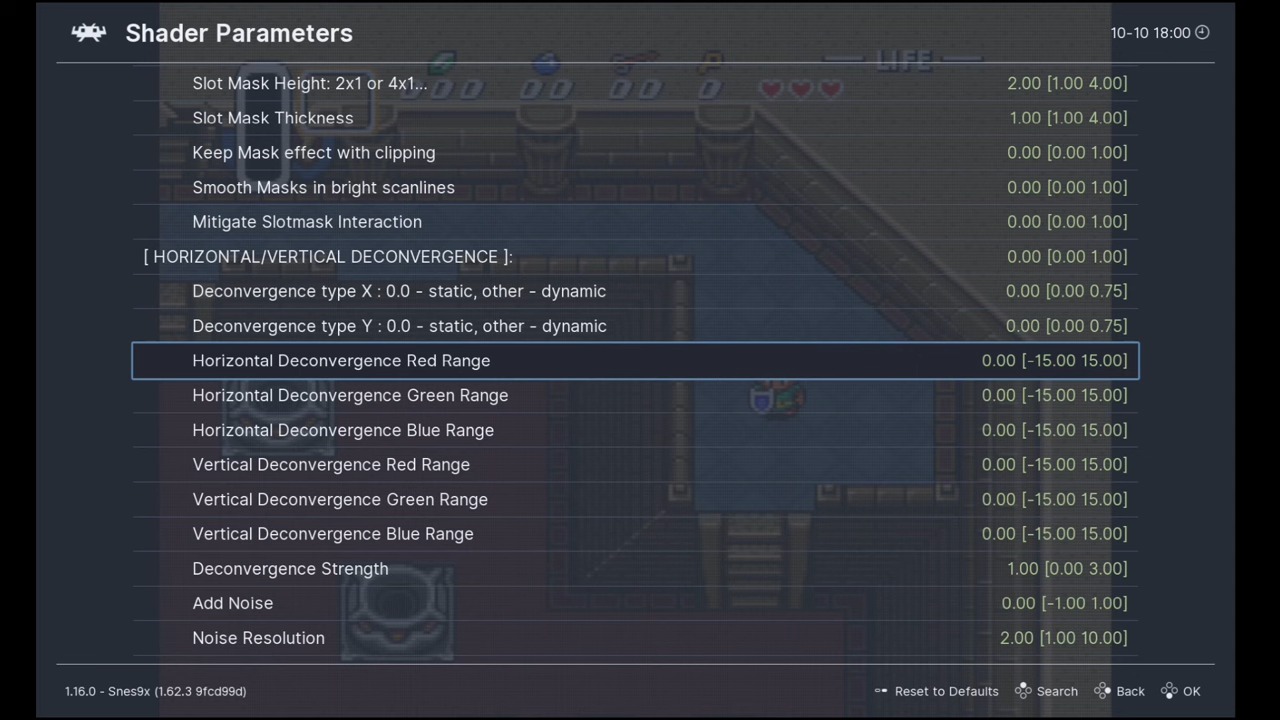 Shader Parameters
10-10 18:00
LIFE
Slot Mask Height: 2x1 or 4x1... 2.00 [1.00 4.00]
Slot Mask Thickness 1.00 [1.00 4.00]
Keep Mask effect with clipping 0.00 [0.00 1.00]
Smooth Masks in bright scanlines 0.00 [0.00 1.00]
Mitigate Slotmask Interaction 0.00 [0.00 1.00]
[ HORIZONTAL/VERTICAL DECONVERGENCE ]: 0.00 [0.00 1.00]
Deconvergence type X : 0.0 - static, other - dynamic 0.00 [0.00 0.75]
Deconvergence type Y : 0.0 - static, other - dynamic 0.00 [0.00 0.75]
Horizontal Deconvergence Red Range 0.00 [-15.00 15.00]
Horizontal Deconvergence Green Range 0.00 [-15.00 15.00]
Horizontal Deconvergence Blue Range 0.00 [-15.00 15.00]
Vertical Deconvergence Red Range 0.00 [-15.00 15.00]
Vertical Deconvergence Green Range 0.00 [-15.00 15.00]
Vertical Deconvergence Blue Range 0.00 [-15.00 15.00]
Deconvergence Strength 1.00 [0.00 3.00]
Add Noise 0.00 [-1.00 1.00]
Noise Resolution 2.00 [1.00 10.00]
1.16.0 - Snes9x (1.62.3 9fcd99d)
Reset to Defaults Search Back OK